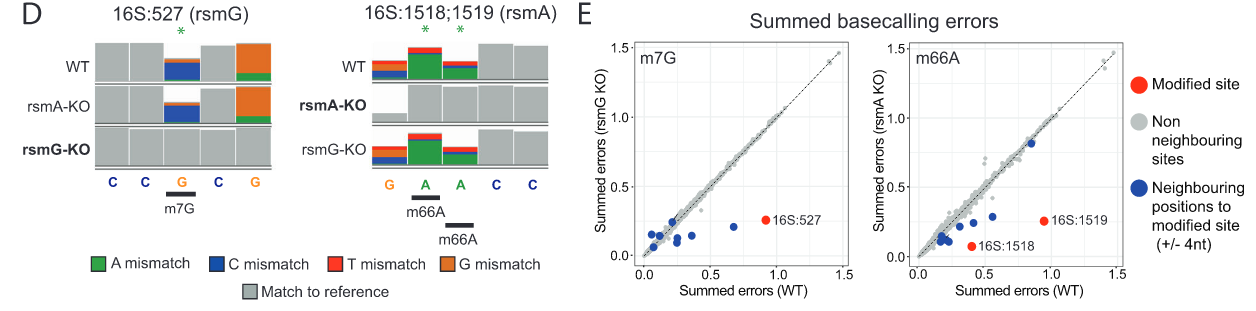 D
16S:527 (rsmG)
*
WT
rsmA-KO
rsmG-KO
C C G C G
m7G
16S:1518;1519 (rsmA)
* *
WT
rsmA-KO
rsmG-KO
G A A C C
m66A
m66A
A mismatch
C mismatch
T mismatch
G mismatch
Match to reference
E
Summed basecalling errors
m7G
Summed errors (rsmG KO)
1.5
1.0
0.5
0.0
16S:527
0.0 0.5 1.0 1.5
Summed errors (WT)
m66A
Summed errors (rsmA KO)
1.5
1.0
0.5
0.0
16S:1519
16S:1518
0.0 0.5 1.0 1.5
Summed errors (WT)
Modified site
Non
neighbouring
sites
Neighbouring
positions to
modified site
(+/- 4nt)